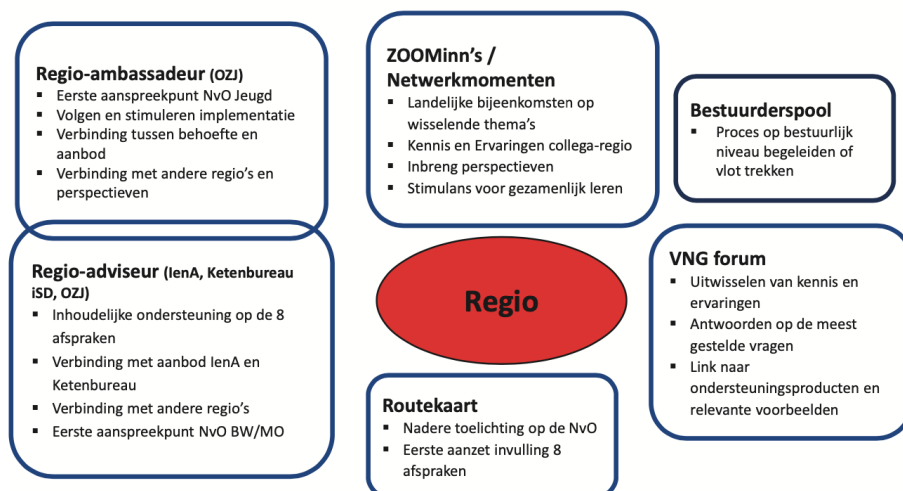 Regio-ambassadeur (OZJ)
▪ Eerste aanspreekpunt NvO Jeugd
▪ Volgen en stimuleren implementatie
▪ Verbinding tussen behoefte en
aanbod
▪ Verbinding met andere regio's en
perspectieven
Regio-adviseur (IenA, Ketenbureau
iSD, OZJ)
▪ Inhoudelijke ondersteuning op de 8
afspraken
▪ Verbinding met aanbod IenA en
Ketenbureau
▪ Verbinding met andere regio's
▪ Eerste aanspreekpunt NvO BW/MO
ZOOMinn's /
Netwerkmomenten
▪ Landelijke bijeenkomsten op
wisselende thema's
▪ Kennis en Ervaringen collega-regio
▪ Inbreng perspectieven
▪ Stimulans voor gezamenlijk leren
Regio
Routekaart
▪ Nadere toelichting op de NvO
▪ Eerste aanzet invulling 8
afspraken
Bestuurderspool
▪ Proces op bestuurlijk
niveau begeleiden of
vlot trekken
VNG forum
▪ Uitwisselen van kennis en
ervaringen
▪ Antwoorden op de meest
gestelde vragen
▪ Link naar
ondersteuningsproducten en
relevante voorbeelden